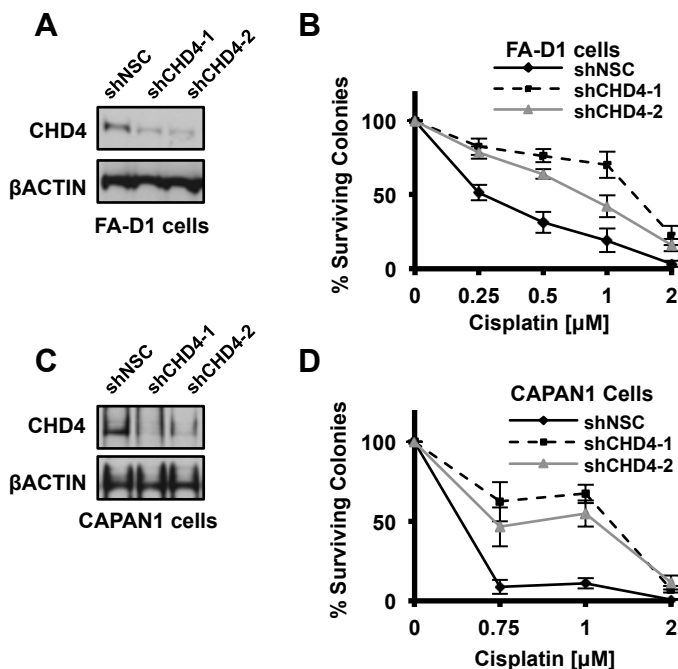 A
shNSC
shCHD4-1
shCHD4-2
CHD4
βACTIN
FA-D1 cells
B
FA-D1 cells
shNSC
shCHD4-1
shCHD4-2
% Surviving Colonies
100
50
0
0 0.25 0.5 1 2
Cisplatin [µM]
C
shNSC
shCHD4-1
shCHD4-2
CHD4
βACTIN
CAPAN1 cells
D
CAPAN1 Cells
shNSC
shCHD4-1
shCHD4-2
% Surviving Colonies
100
50
0
0 0.75 1 2
Cisplatin [µM]